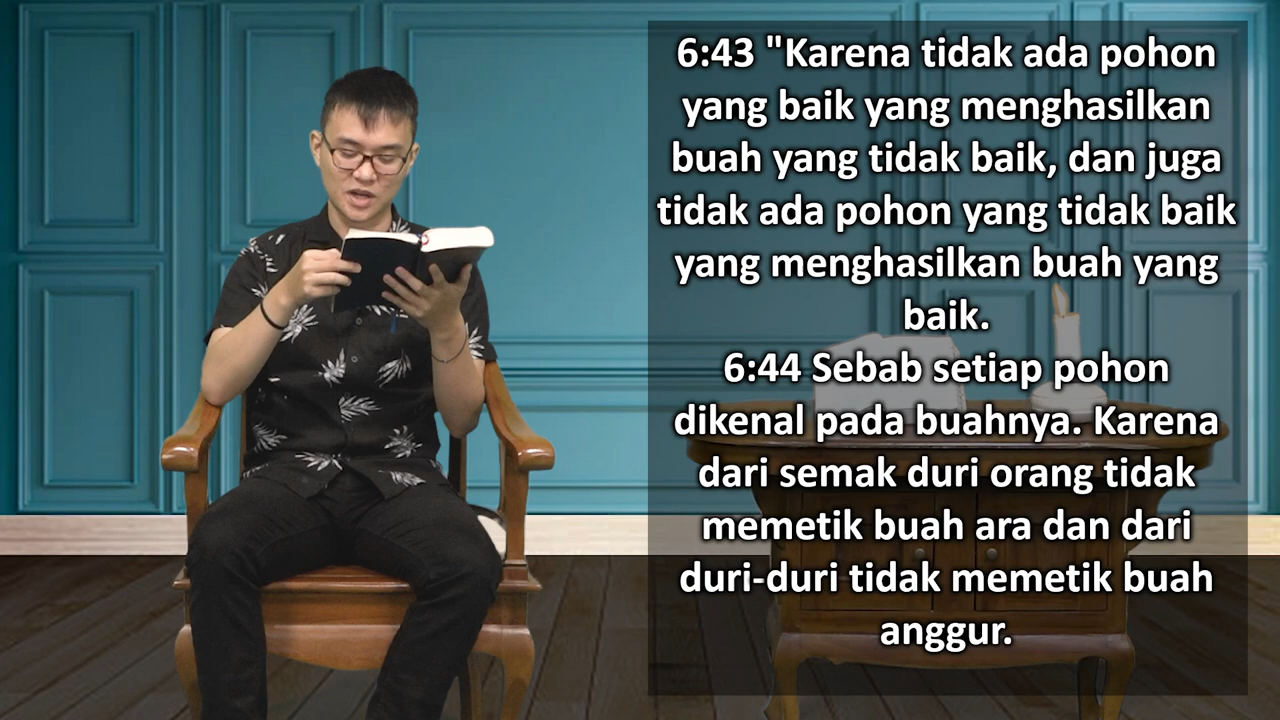 6:43 "Karena tidak ada pohon
yang baik yang menghasilkan
buah yang tidak baik, dan juga
tidak ada pohon yang tidak baik
yang menghasilkan buah yang
baik.
6:44 Sebab setiap pohon
dikenal pada buahnya. Karena
dari semak duri orang tidak
memetik buah ara dan dari
duri-duri tidak memetik buah
anggur.